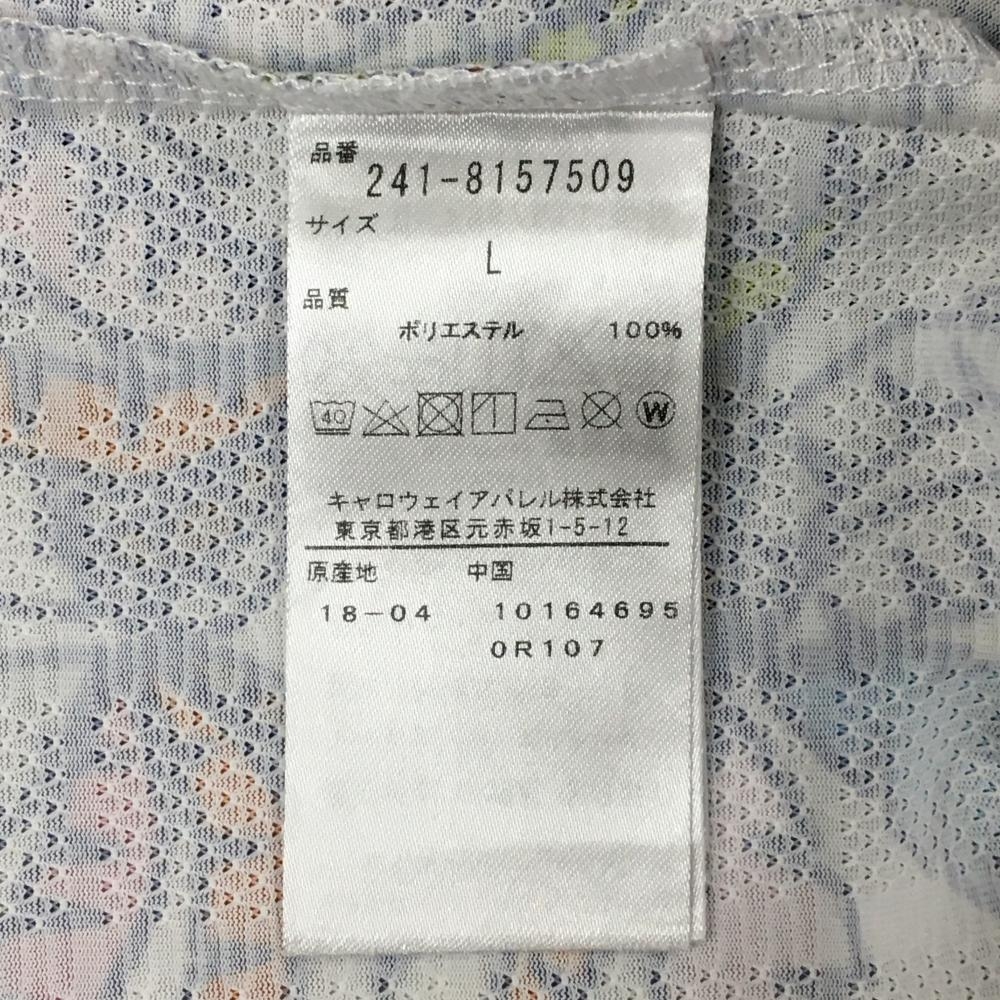 品番
241-8157509
サイズ
L
品質
ポリエステル 100%
40 W
キャロウェイアパレル株式会社
東京都港区元赤坂1-5-12
原産地 中国
18-04 10164695
0R107